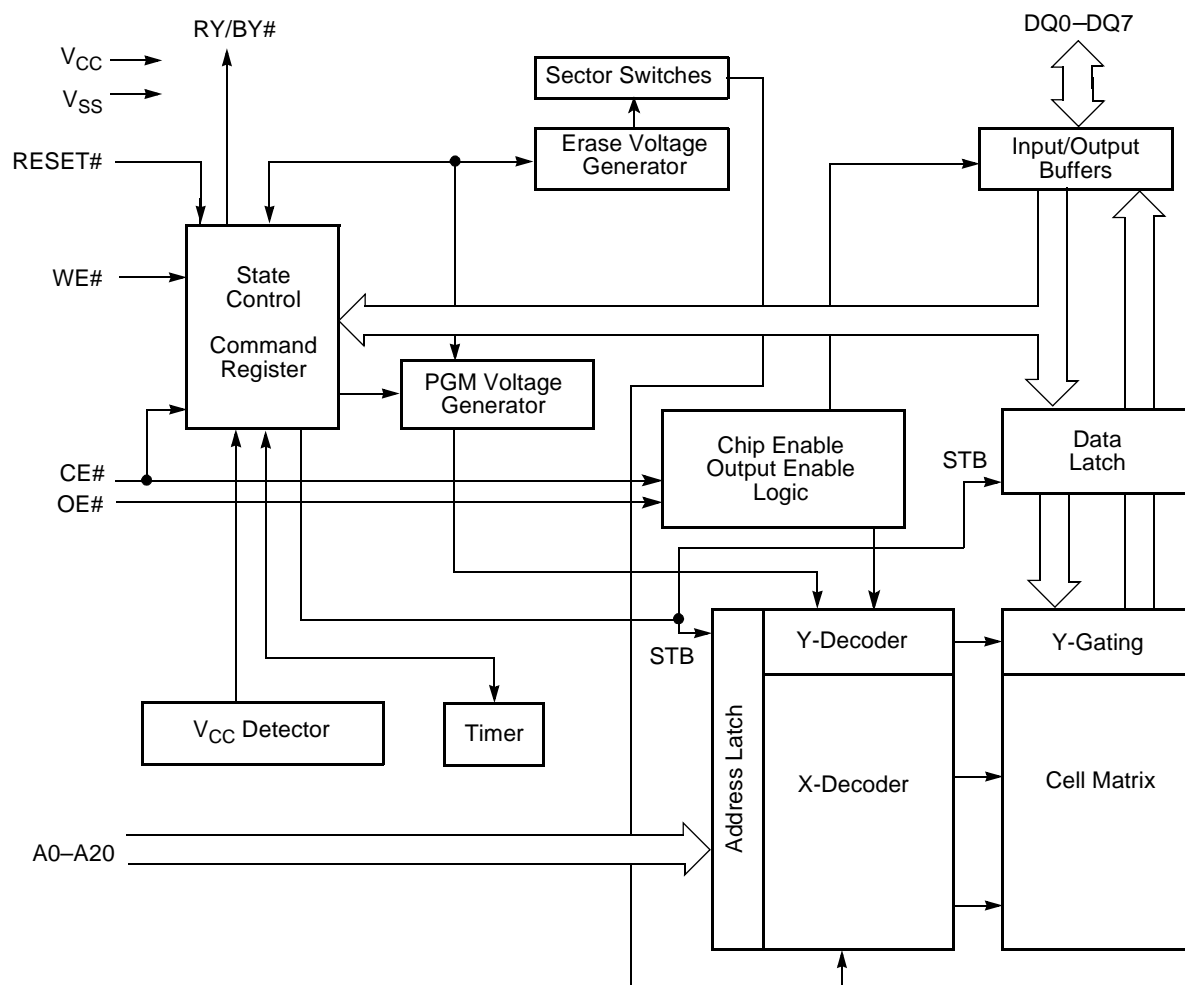 RY/BY#
DQ0–DQ7
VCC
VSS
Sector Switches
RESET#
Erase Voltage
Generator
Input/Output
Buffers
WE#
State
Control
Command
Register
PGM Voltage
Generator
Chip Enable
Output Enable
Logic
STB
Data
Latch
CE#
OE#
STB
Y-Decoder
Y-Gating
VCC Detector
Timer
Address Latch
X-Decoder
Cell Matrix
A0–A20